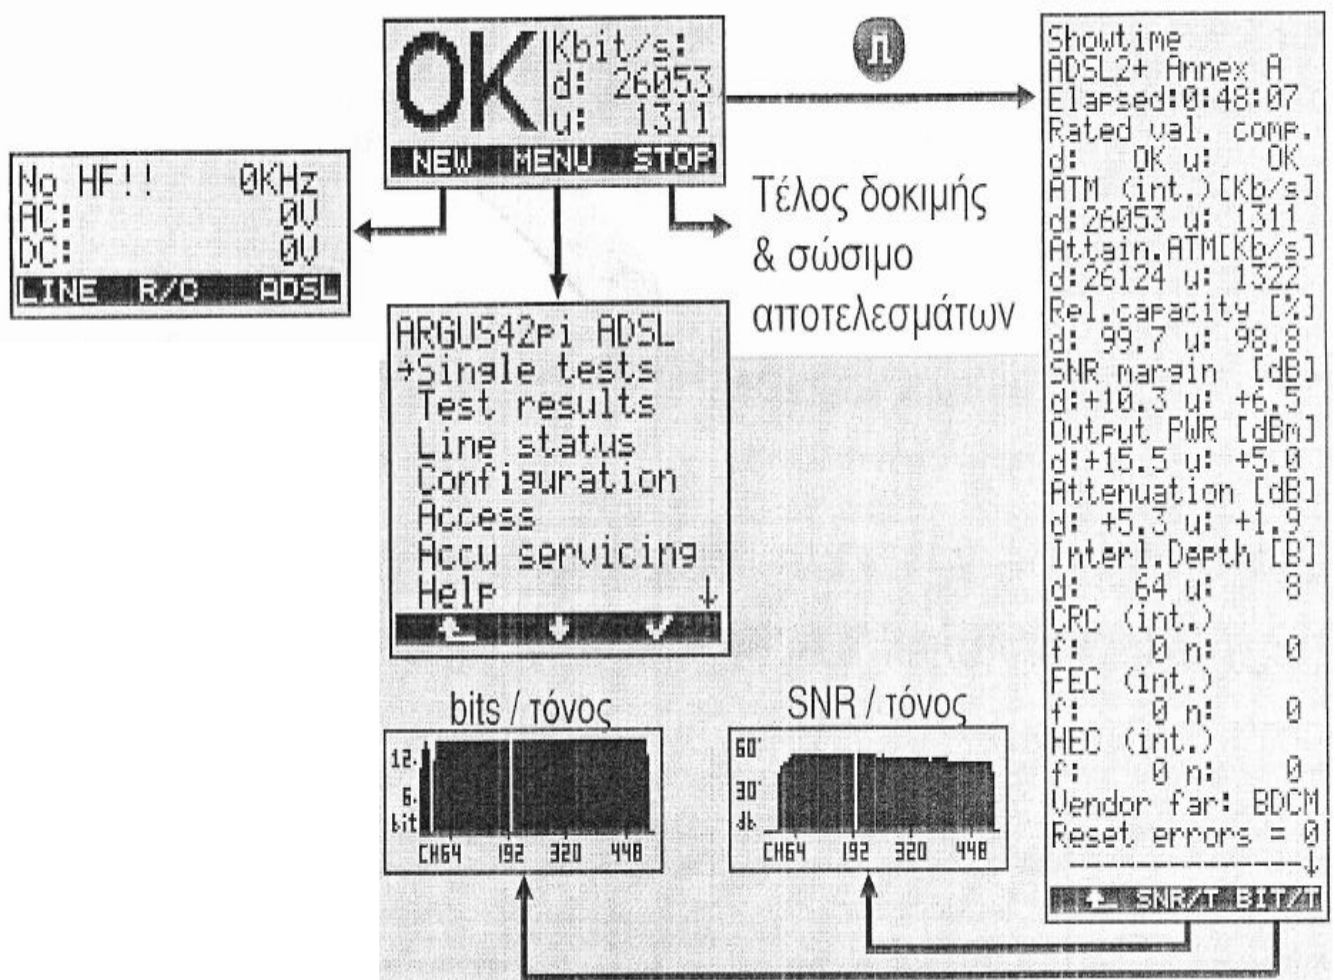 OK
Kbit/s:
d: 26053
u: 1311
NEW MENU STOP
No HF!! 0KHz
AC: 0V
DC: 0V
LINE R/C ADSL
Τέλος δοκιμής
& σώσιμο
αποτελεσμάτων
ARGUS42pi ADSL
→Single tests
Test results
Line status
Configuration
Access
Accu servicing
Help ↓
bits / τόνος
12
6
bit
CH64 192 320 448
SNR / τόνος
60
30
db
CH64 192 320 448
Showtime
ADSL2+ Annex A
Elapsed:0:48:07
Rated val. comp.
d: OK u: OK
ATM (int.)[Kb/s]
d:26053 u: 1311
Attain.ATM[Kb/s]
d:26124 u: 1322
Rel.capacity [%]
d: 99.7 u: 98.8
SNR margin [dB]
d:+10.3 u: +6.5
Output PWR [dBm]
d:+15.5 u: +5.0
Attenuation [dB]
d: +5.3 u: +1.9
Interl.Depth [B]
d: 64 u: 8
CRC (int.)
f: 0 n: 0
FEC (int.)
f: 0 n: 0
HEC (int.)
f: 0 n: 0
Vendor far: BDCM
Reset errors = 0
SNR/T BIT/T